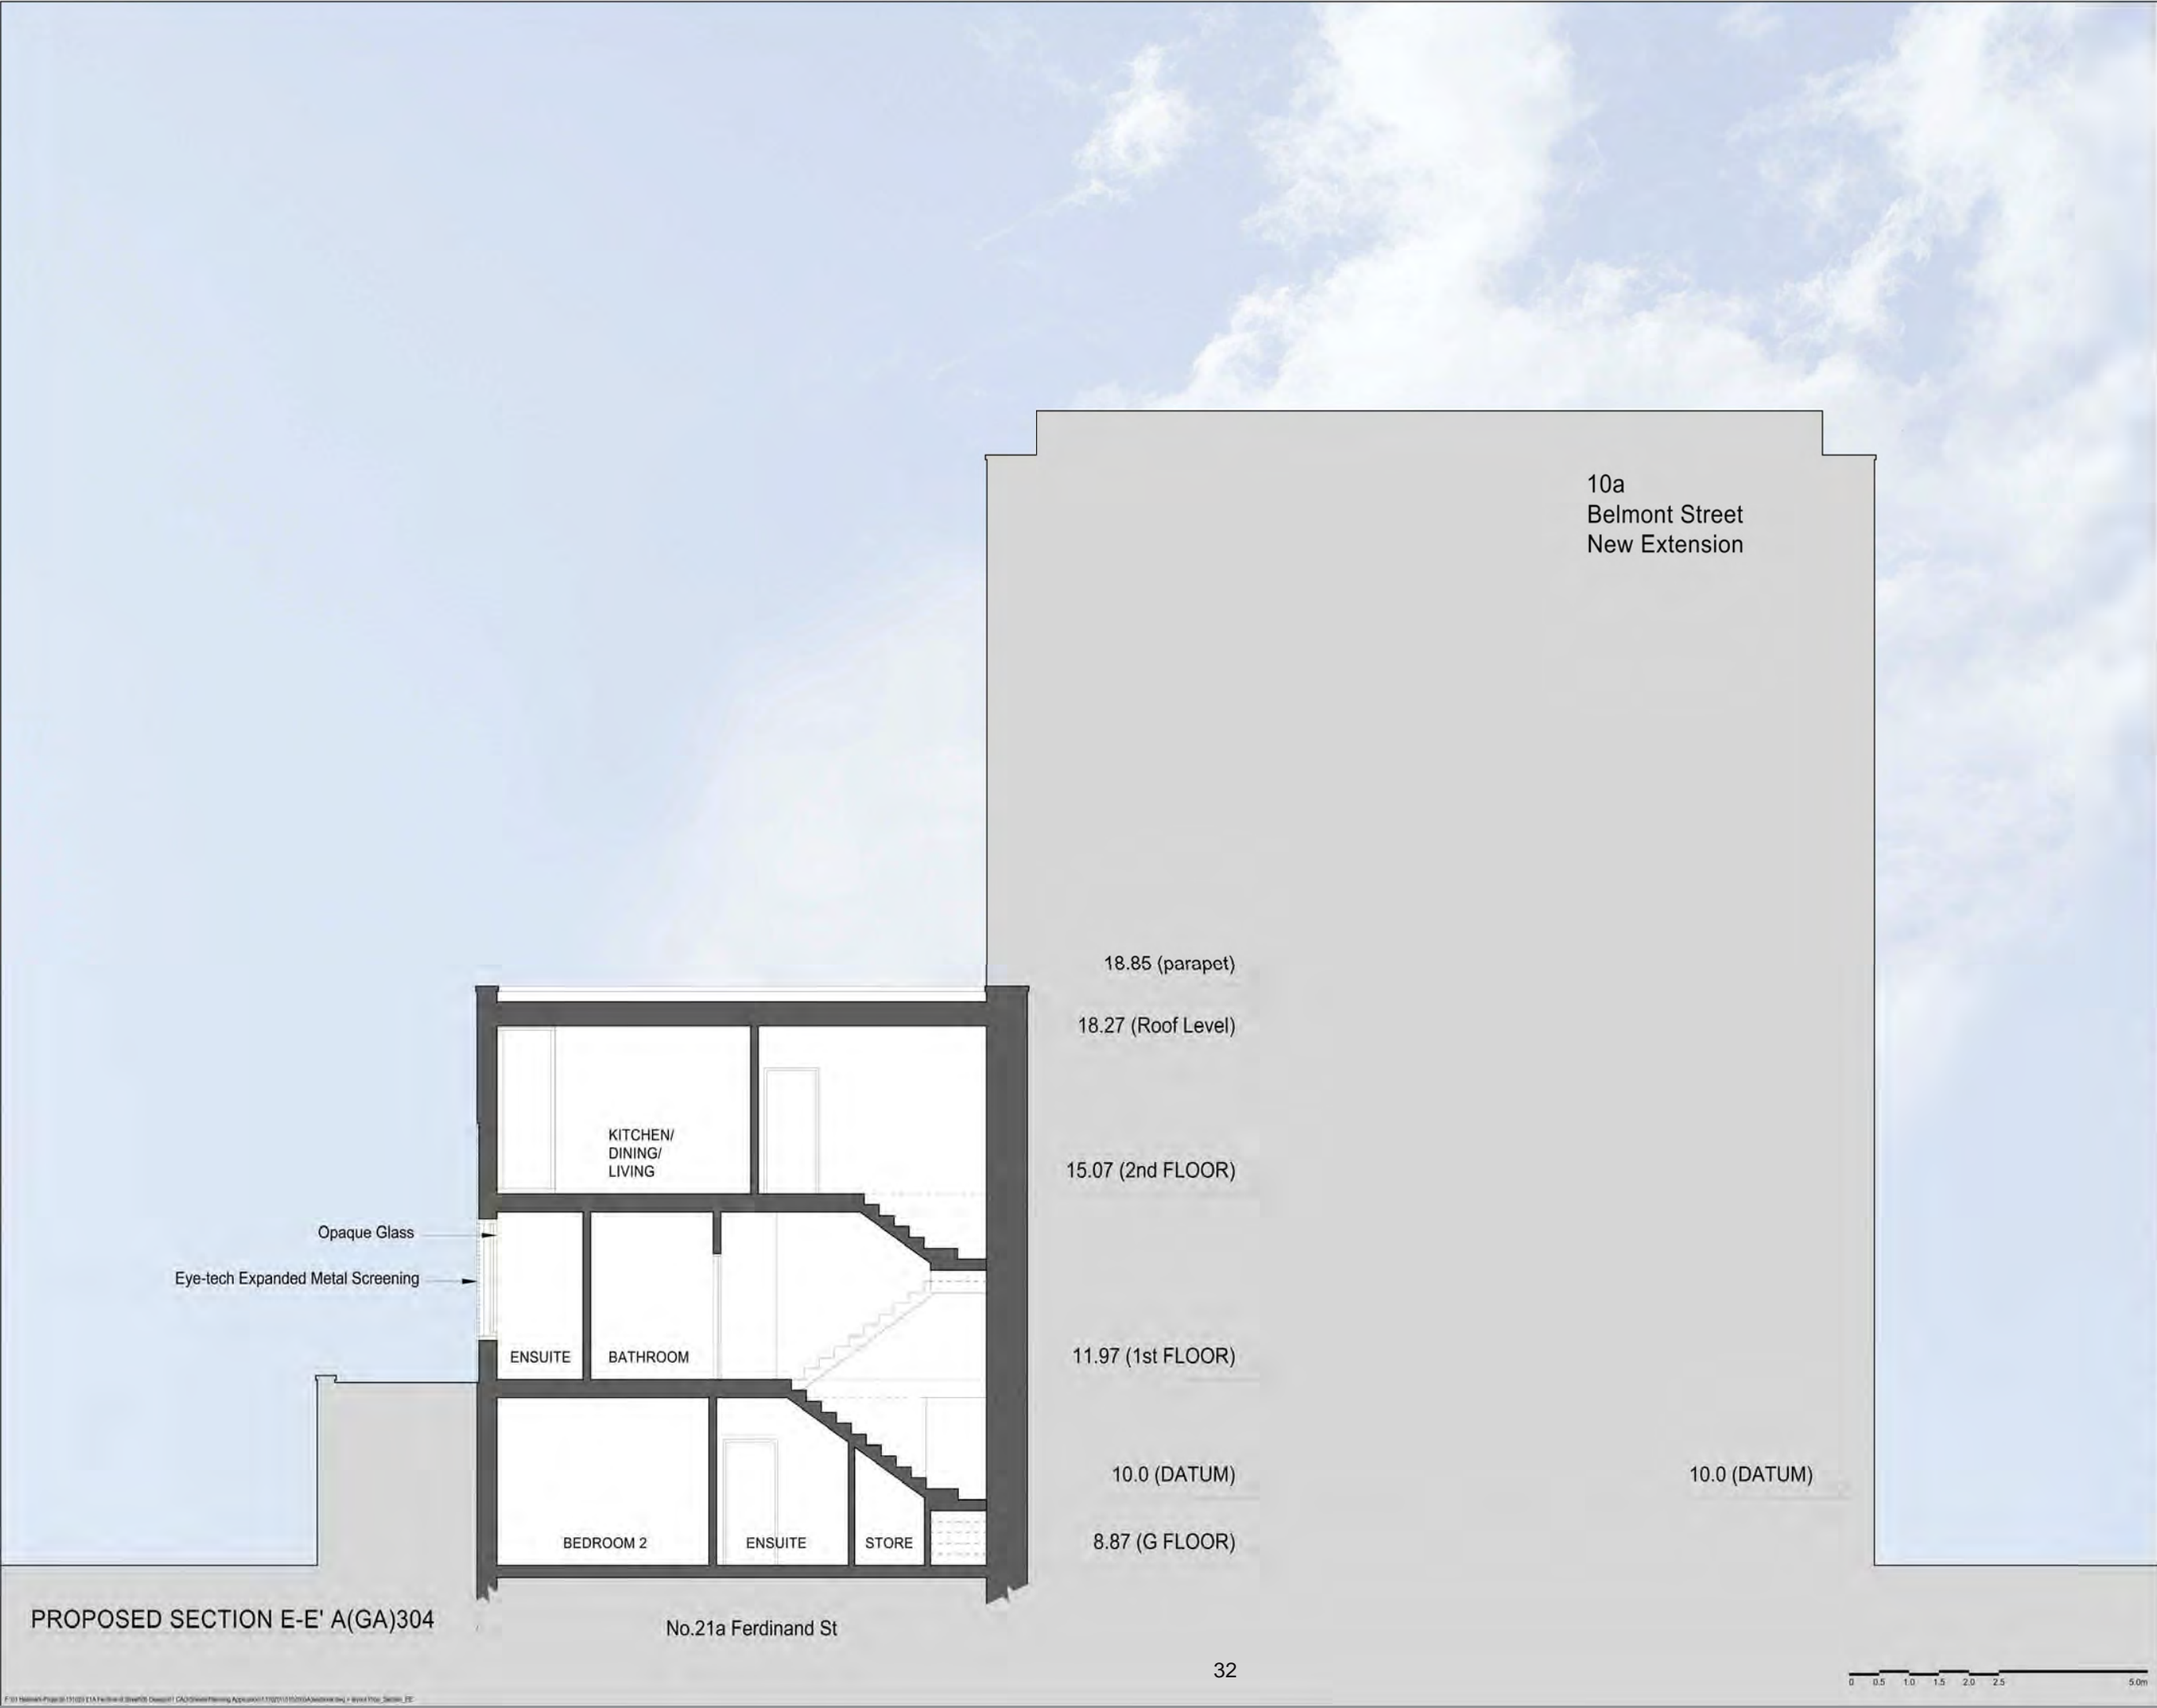 10a
Belmont Street
New Extension
18.85 (parapet)
18.27 (Roof Level)
KITCHEN/
DINING/
LIVING
15.07 (2nd FLOOR)
Opaque Glass
Eye-tech Expanded Metal Screening
ENSUITE
BATHROOM
11.97 (1st FLOOR)
10.0 (DATUM)
10.0 (DATUM)
BEDROOM 2
ENSUITE
STORE
8.87 (G FLOOR)
PROPOSED SECTION E-E' A(GA)304
No.21a Ferdinand St
32
0 0.5 1.0 1.5 2.0 2.5 5.0m